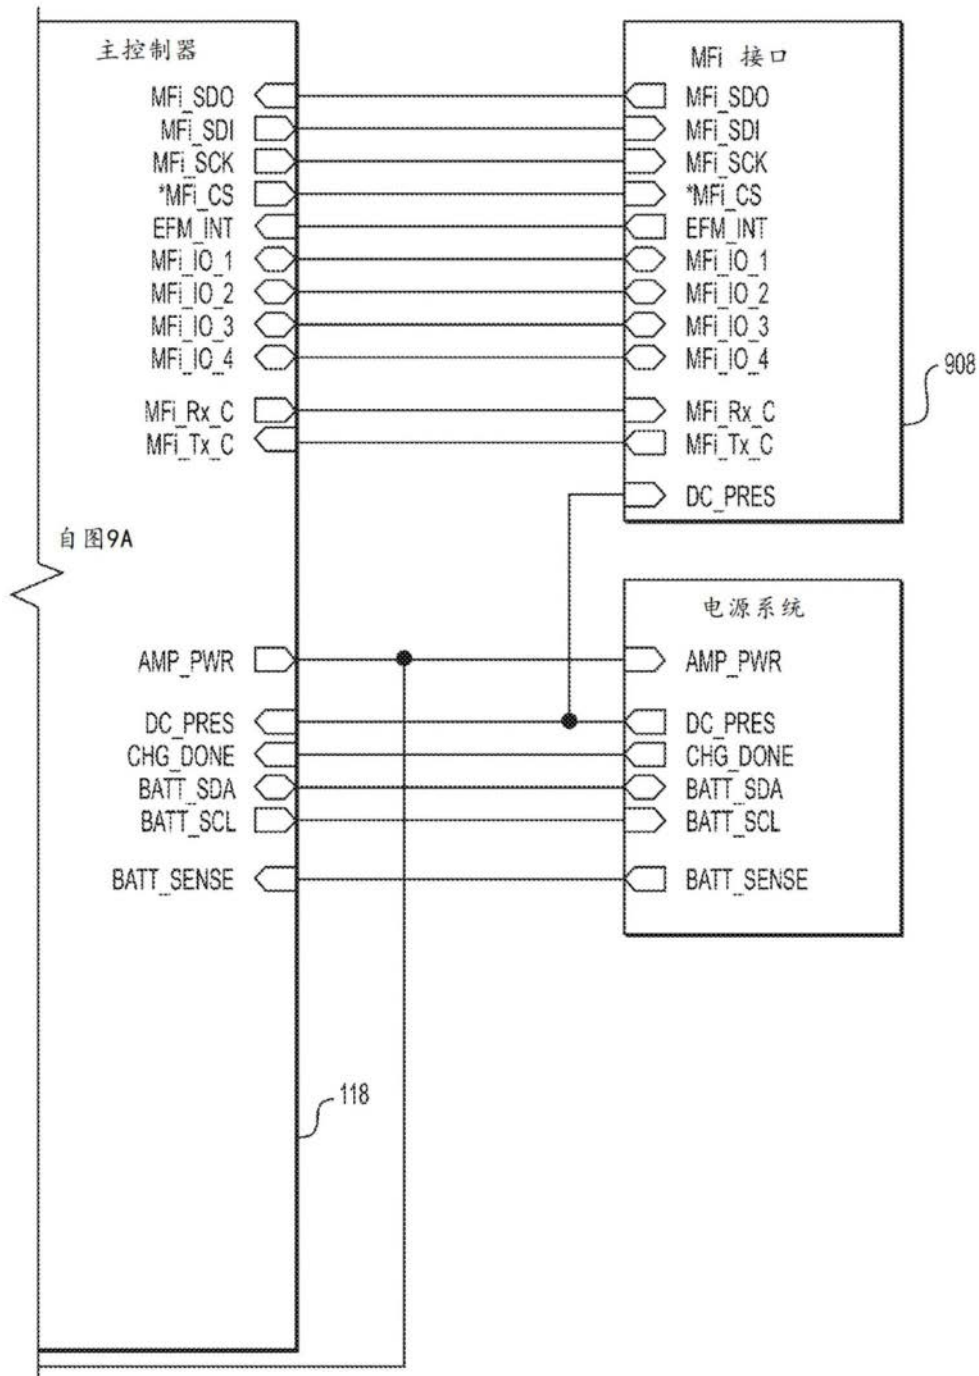 主控制器
MFi_SDO
MFi_SDI
MFi_SCK
*MFi_CS
EFM_INT
MFi_IO_1
MFi_IO_2
MFi_IO_3
MFi_IO_4
MFi_Rx_C
MFi_Tx_C
自图9A
AMP_PWR
DC_PRES
CHG_DONE
BATT_SDA
BATT_SCL
BATT_SENSE
118
MFi 接口
MFi_SDO
MFi_SDI
MFi_SCK
*MFi_CS
EFM_INT
MFi_IO_1
MFi_IO_2
MFi_IO_3
MFi_IO_4
MFi_Rx_C
MFi_Tx_C
DC_PRES
908
电源系统
AMP_PWR
DC_PRES
CHG_DONE
BATT_SDA
BATT_SCL
BATT_SENSE